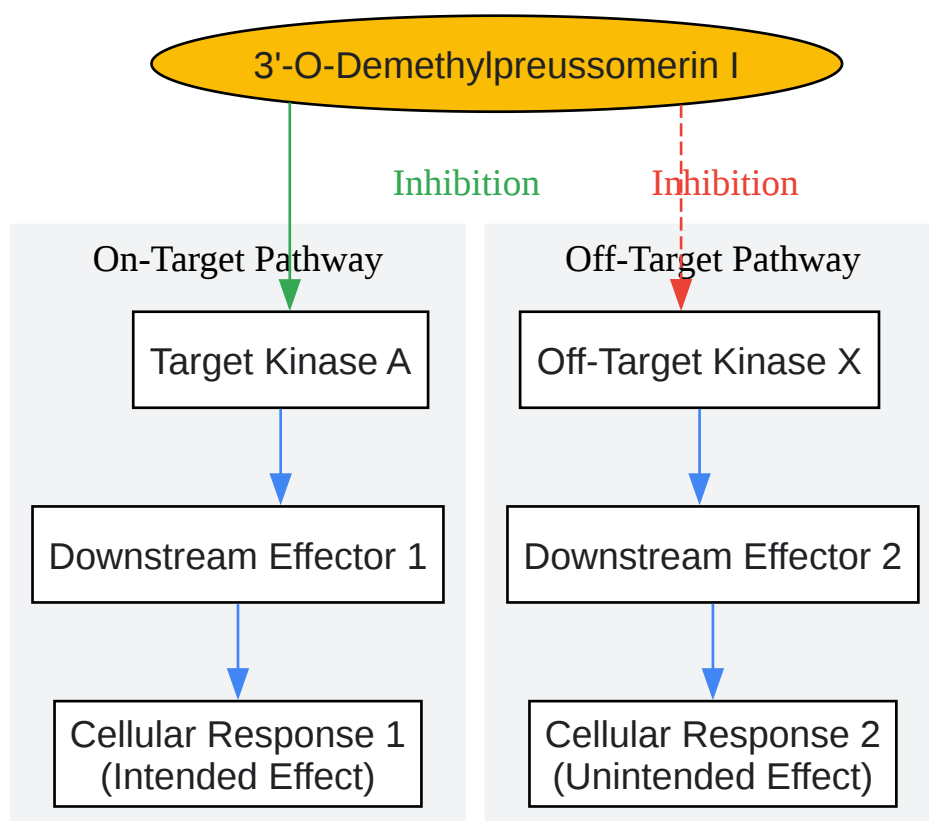 3'-O-Demethylpreussomerin I
Inhibition
Inhibition
On-Target Pathway
Off-Target Pathway
Target Kinase A
Off-Target Kinase X
Downstream Effector 1
Downstream Effector 2
Cellular Response 1
(Intended Effect)
Cellular Response 2
(Unintended Effect)